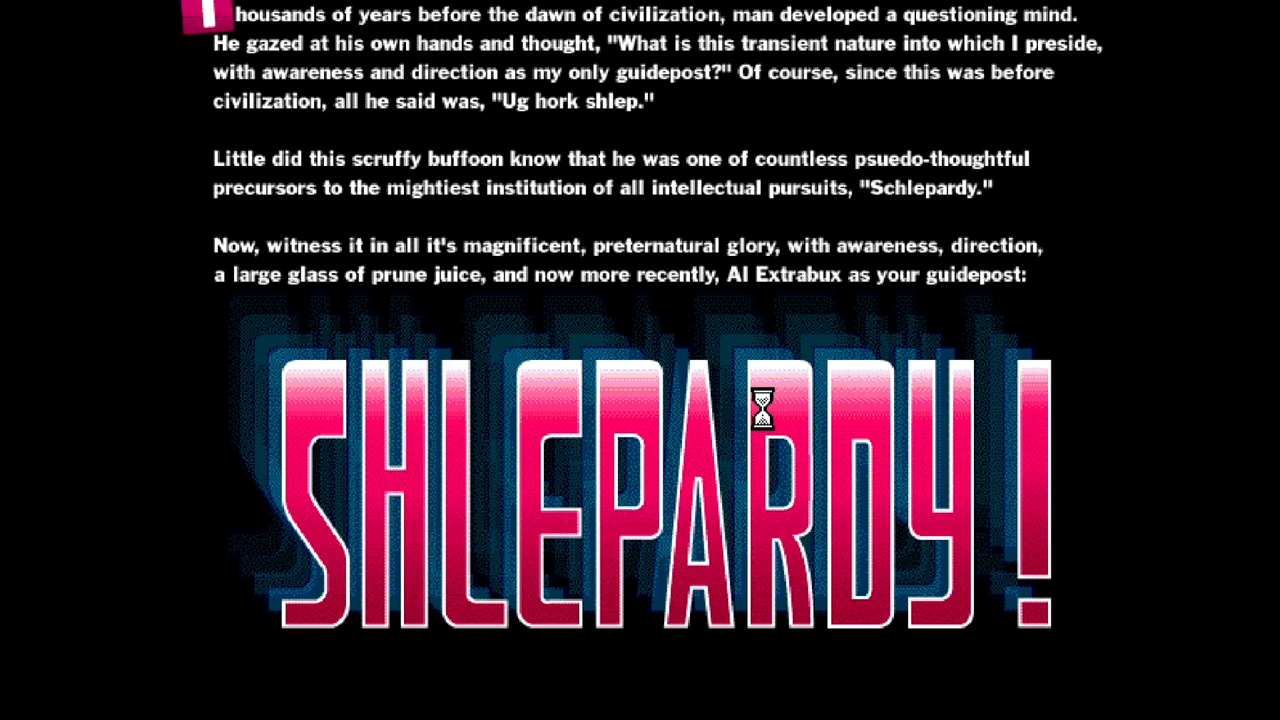 Thousands of years before the dawn of civilization, man developed a questioning mind.
He gazed at his own hands and thought, "What is this transient nature into which I preside,
with awareness and direction as my only guidepost?" Of course, since this was before
civilization, all he said was, "Ug hork shlep."
Little did this scruffy buffoon know that he was one of countless psuedo-thoughtful
precursors to the mightiest institution of all intellectual pursuits, "Schlepardy."
Now, witness it in all it's magnificent, preternatural glory, with awareness, direction,
a large glass of prune juice, and now more recently, Al Extrabux as your guidepost:
SHLEPARDY!